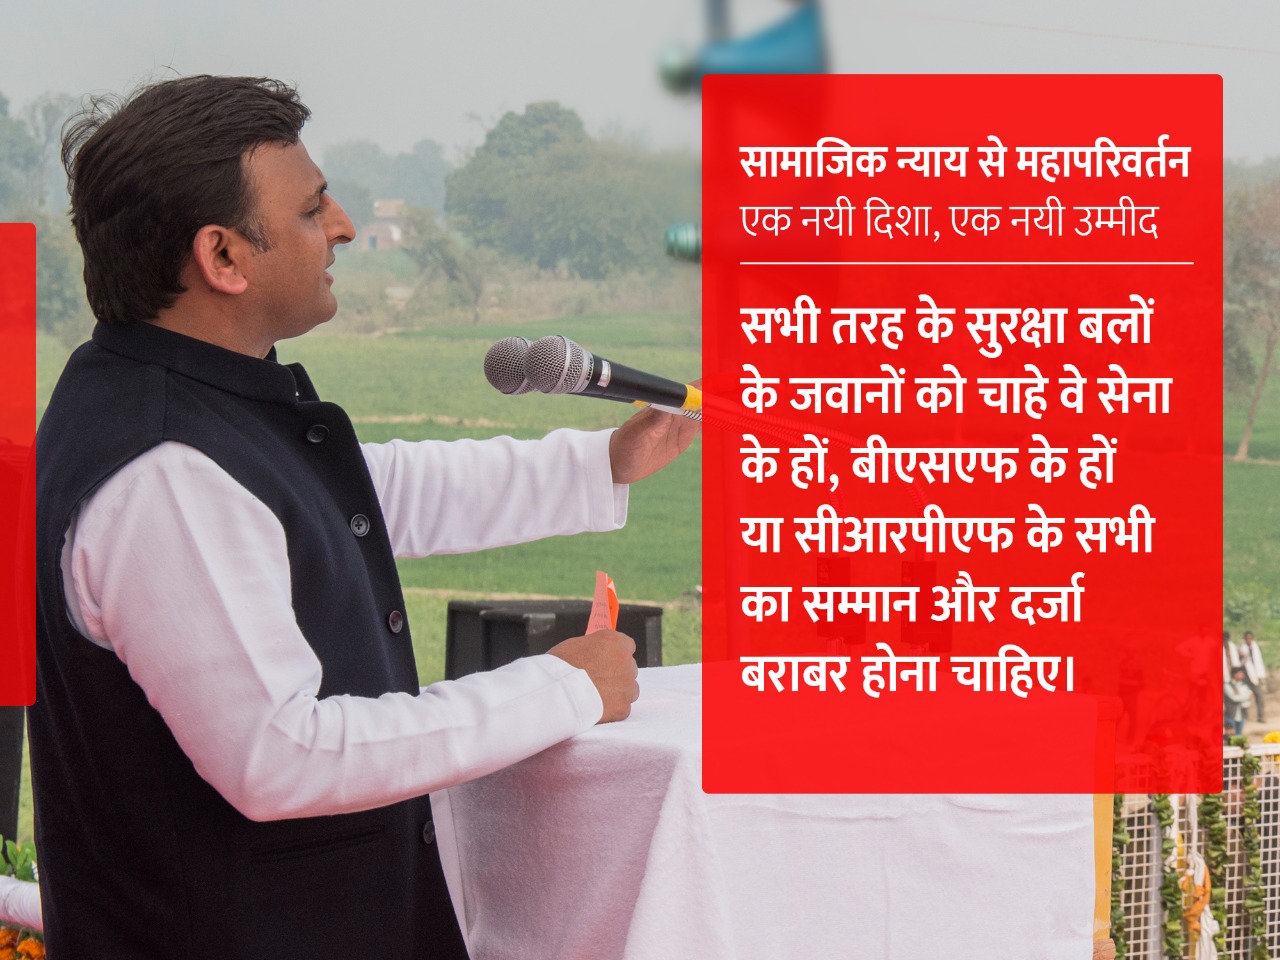 सामाजिक न्याय से महापरिवर्तन
एक नयी दिशा, एक नयी उम्मीद
सभी तरह के सुरक्षा बलों
के जवानों को चाहे वे सेना
के हों, बीएसएफ के हों
या सीआरपीएफ के सभी
का सम्मान और दर्जा
बराबर होना चाहिए।